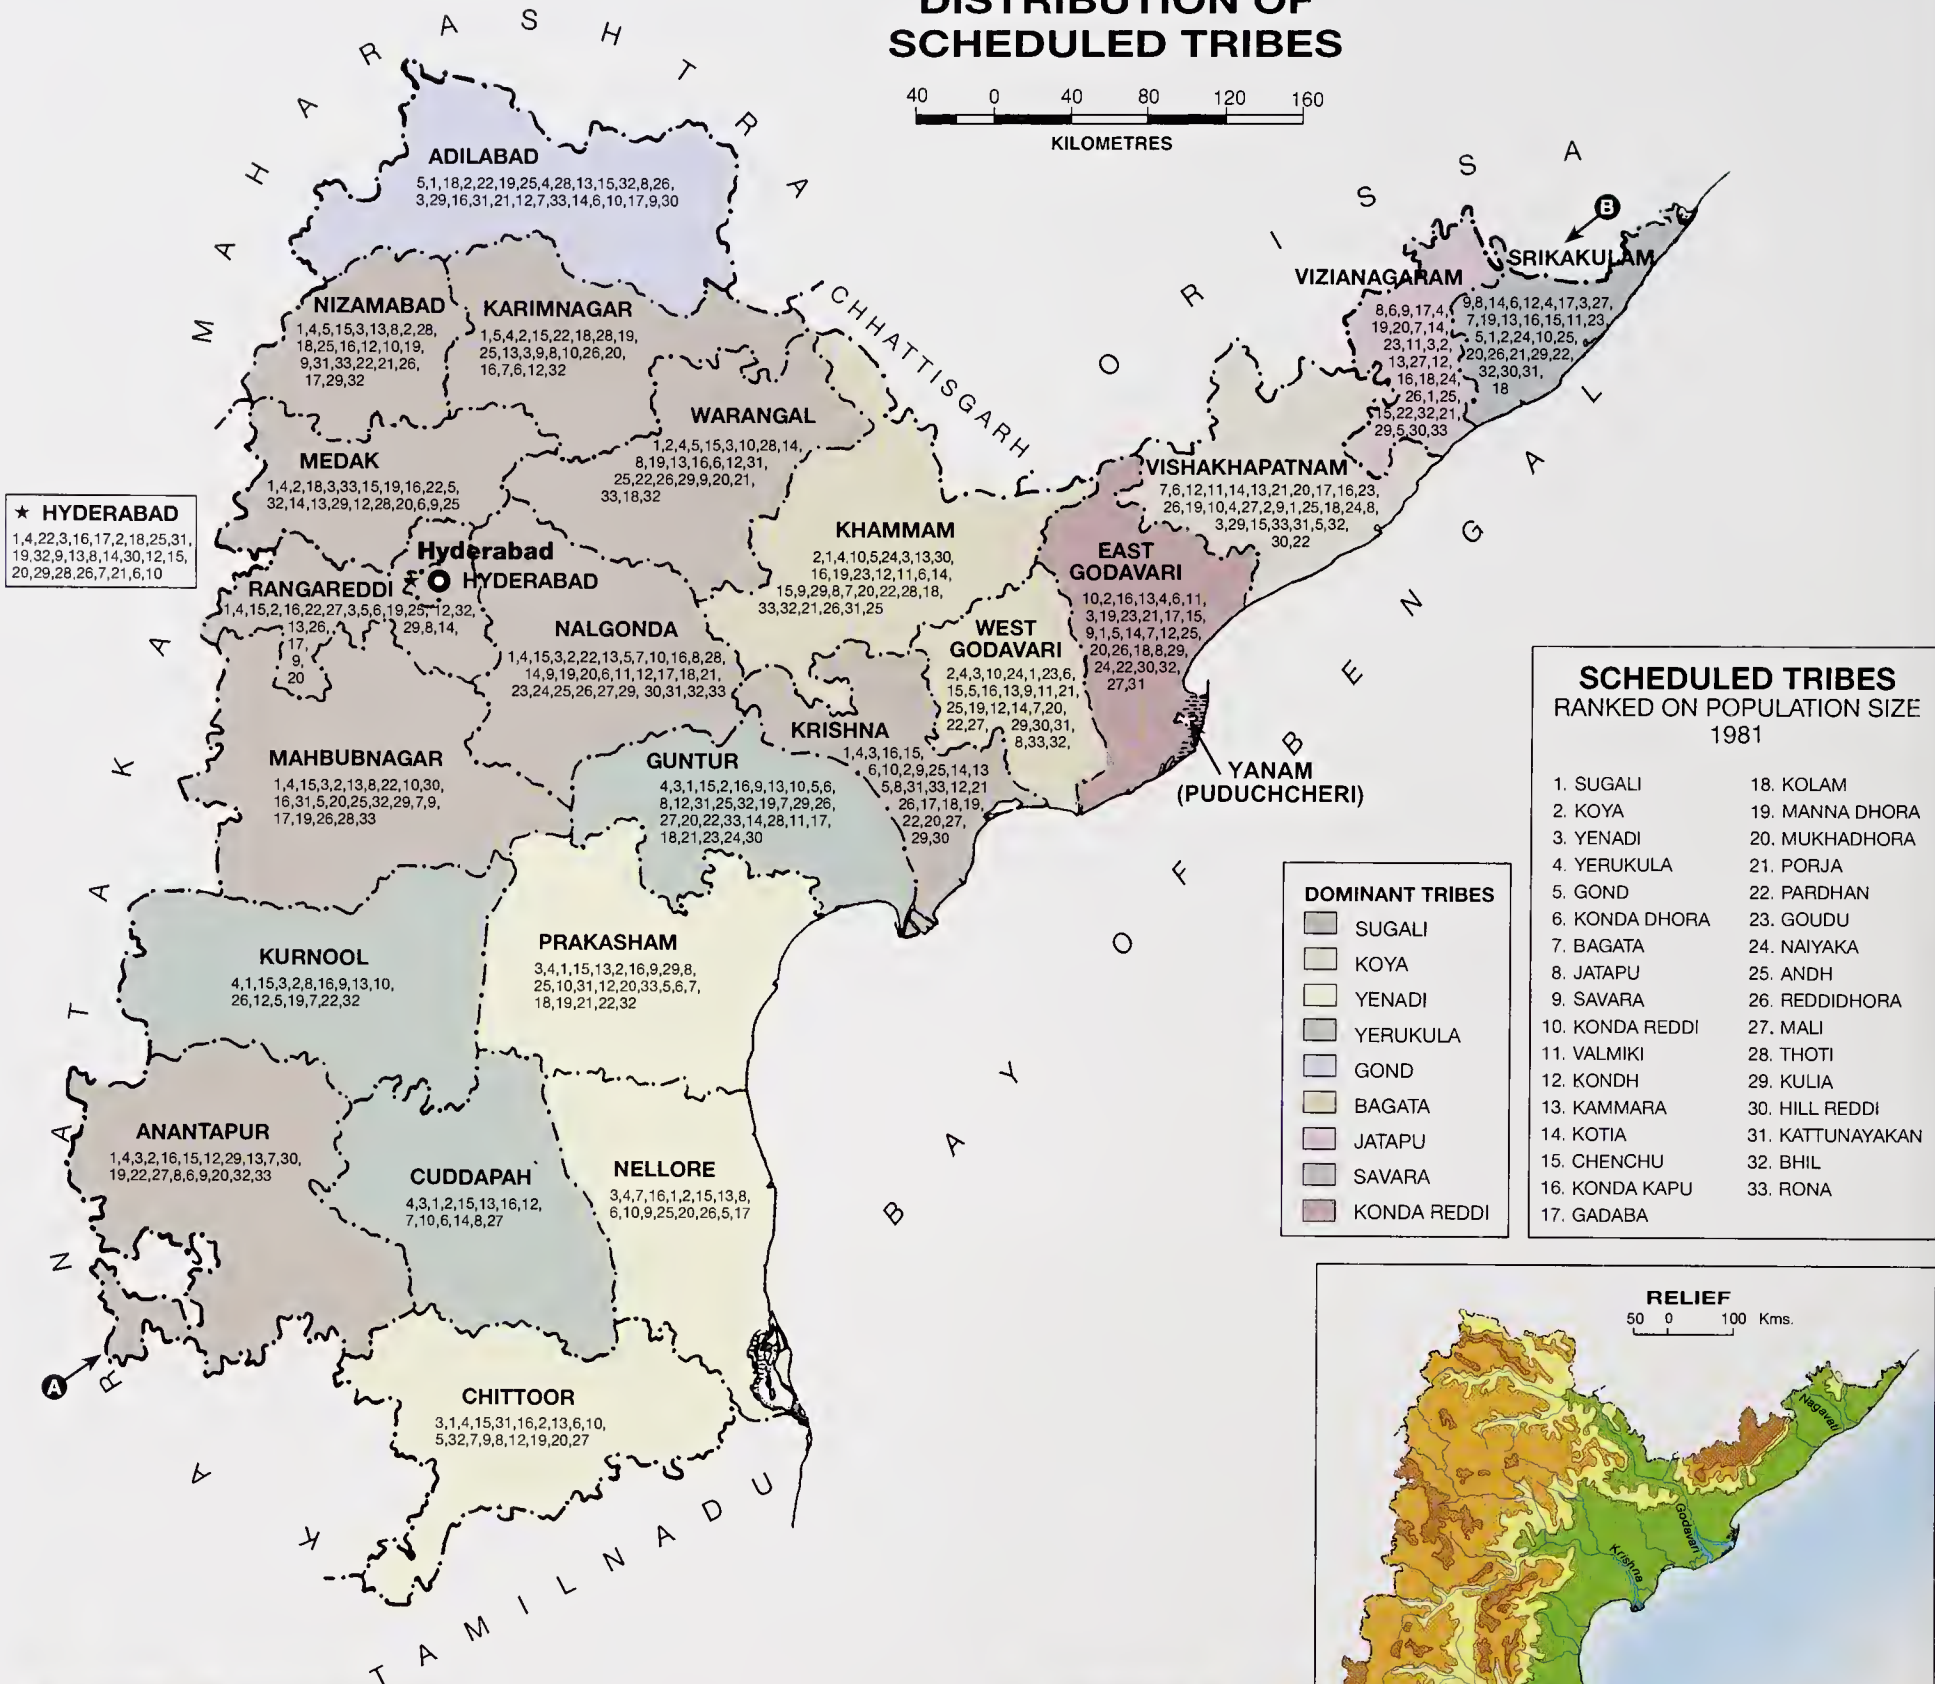 DISTRIBUTION OF
SCHEDULED TRIBES
40 0 40 80 120 160
KILOMETRES
MAHARASHTRA
CHHATTISGARH
ORISSA
BAY OF BENGAL
KARNATAKA
TAMIL NADU
ADILABAD
5,1,18,2,22,19,25,4,28,13,15,32,8,26,
3,29,16,31,21,12,7,33,14,6,10,17,9,30
NIZAMABAD
1,4,5,15,3,13,8,2,28,
18,25,16,12,10,19,
9,31,33,22,21,26,
17,29,32
KARIMNAGAR
1,5,4,2,15,22,18,28,19,
25,13,3,9,8,10,26,20,
16,7,6,12,32
WARANGAL
1,2,4,5,15,3,10,28,14,
8,19,13,16,6,12,31,
25,22,26,29,9,20,21,
33,18,32
MEDAK
1,4,2,18,3,33,15,19,16,22,5,
32,14,13,29,12,28,20,6,9,25
★ HYDERABAD
1,4,22,3,16,17,2,18,25,31,
19,32,9,13,8,14,30,12,15,
20,29,28,26,7,21,6,10
Hyderabad
★ HYDERABAD
RANGAREDDI
1,4,15,2,16,22,27,3,5,6,19,25,12,32,
13,26, 29,8,14,
17,
9,
20
NALGONDA
1,4,15,3,2,22,13,5,7,10,16,8,28,
14,9,19,20,6,11,12,17,18,21,
23,24,25,26,27,29, 30,31,32,33
KHAMMAM
2,1,4.10,5,24,3,13,30,
16,19,23,12,11,6,14,
15,9,29,8,7,20,22,28,18,
33,32,21,26,31,25
WEST
GODAVARI
2,4,3,10,24,1,23,6,
15,5,16,13,9,11,21,
25,19,12,14,7,20,
22,27 29,30,31,
8,33,32,
EAST
GODAVARI
10,2,16,13,4,6,11,
3,19,23,21,17,15,
9,1,5,14,7,12,25,
20,26,18,8,29,
24,22,30,32,
27,31
VISHAKHAPATNAM
7,6,12,11,14,13,21,20,17,16,23,
26,19,10,4,27,2,9,1,25,18,24,8,
3,29,15,33,31,5,32,
30,22
VIZIANAGARAM
8,6,9,17,4,
19,20,7,14,
23,11,3,2,
13,27,12,
16,18,24,
26,1,25,
15,22,32,21,
29,5,30,33
B
SRIKAKULAM
9,8,14,6,12,4,17,3,27,
7,19,13,16,15,11,23,
5,1,2,24,10,25,
20,26,21,29,22,
32,30,31,
18
MAHBUBNAGAR
1,4,15,3,2,13,8,22,10,30,
16,31,5,20,25,32,29,7,9,
17,19,26,28,33
GUNTUR
4,3,1,15,2,16,9,13,10,5,6,
8,12,31,25,32,19,7,29,26,
27,20,22,33,14,28,11,17,
18,21,23,24,30
KRISHNA
1,4,3,16,15,
6,10,2,9,25,14,13
5,8,31,33,12,21
26,17,18,19,
22,20,27,
29,30
YANAM
(PUDUCHCHERI)
KURNOOL
4,1,15,3,2,8,16,9,13,10,
26,12,5,19,7,22,32
PRAKASHAM
3,4,1,15,13,2,16,9,29,8,
25,10,31,12,20,33,5,6,7,
18,19,21,22,32
ANANTAPUR
1,4,3,2,16,15,12,29,13,7,30,
19,22,27,8,6,9,20,32,33
CUDDAPAH
4,3,1,2,15,13,16,12,
7,10,6,14,8,27
NELLORE
3,4,7,16,1,2,15,13,8,
6,10,9,25,20,26,5,17
CHITTOOR
3,1,4,15,31,16,2,13,6,10,
5,32,7,9,8,12,19,20,27
A
DOMINANT TRIBES
SUGALI
KOYA
YENADI
YERUKULA
GOND
BAGATA
JATAPU
SAVARA
KONDA REDDI
SCHEDULED TRIBES
RANKED ON POPULATION SIZE
1981
1. SUGALI
2. KOYA
3. YENADI
4. YERUKULA
5. GOND
6. KONDA DHORA
7. BAGATA
8. JATAPU
9. SAVARA
10. KONDA REDDI
11. VALMIKI
12. KONDH
13. KAMMARA
14. KOTIA
15. CHENCHU
16. KONDA KAPU
17. GADABA
18. KOLAM
19. MANNA DHORA
20. MUKHADHORA
21. PORJA
22. PARDHAN
23. GOUDU
24. NAIYAKA
25. ANDH
26. REDDIDHORA
27. MALI
28. THOTI
29. KULIA
30. HILL REDDI
31. KATTUNAYAKAN
32. BHIL
33. RONA
RELIEF
50 0 100 Kms.
Nagavati
Godavari
Krishna